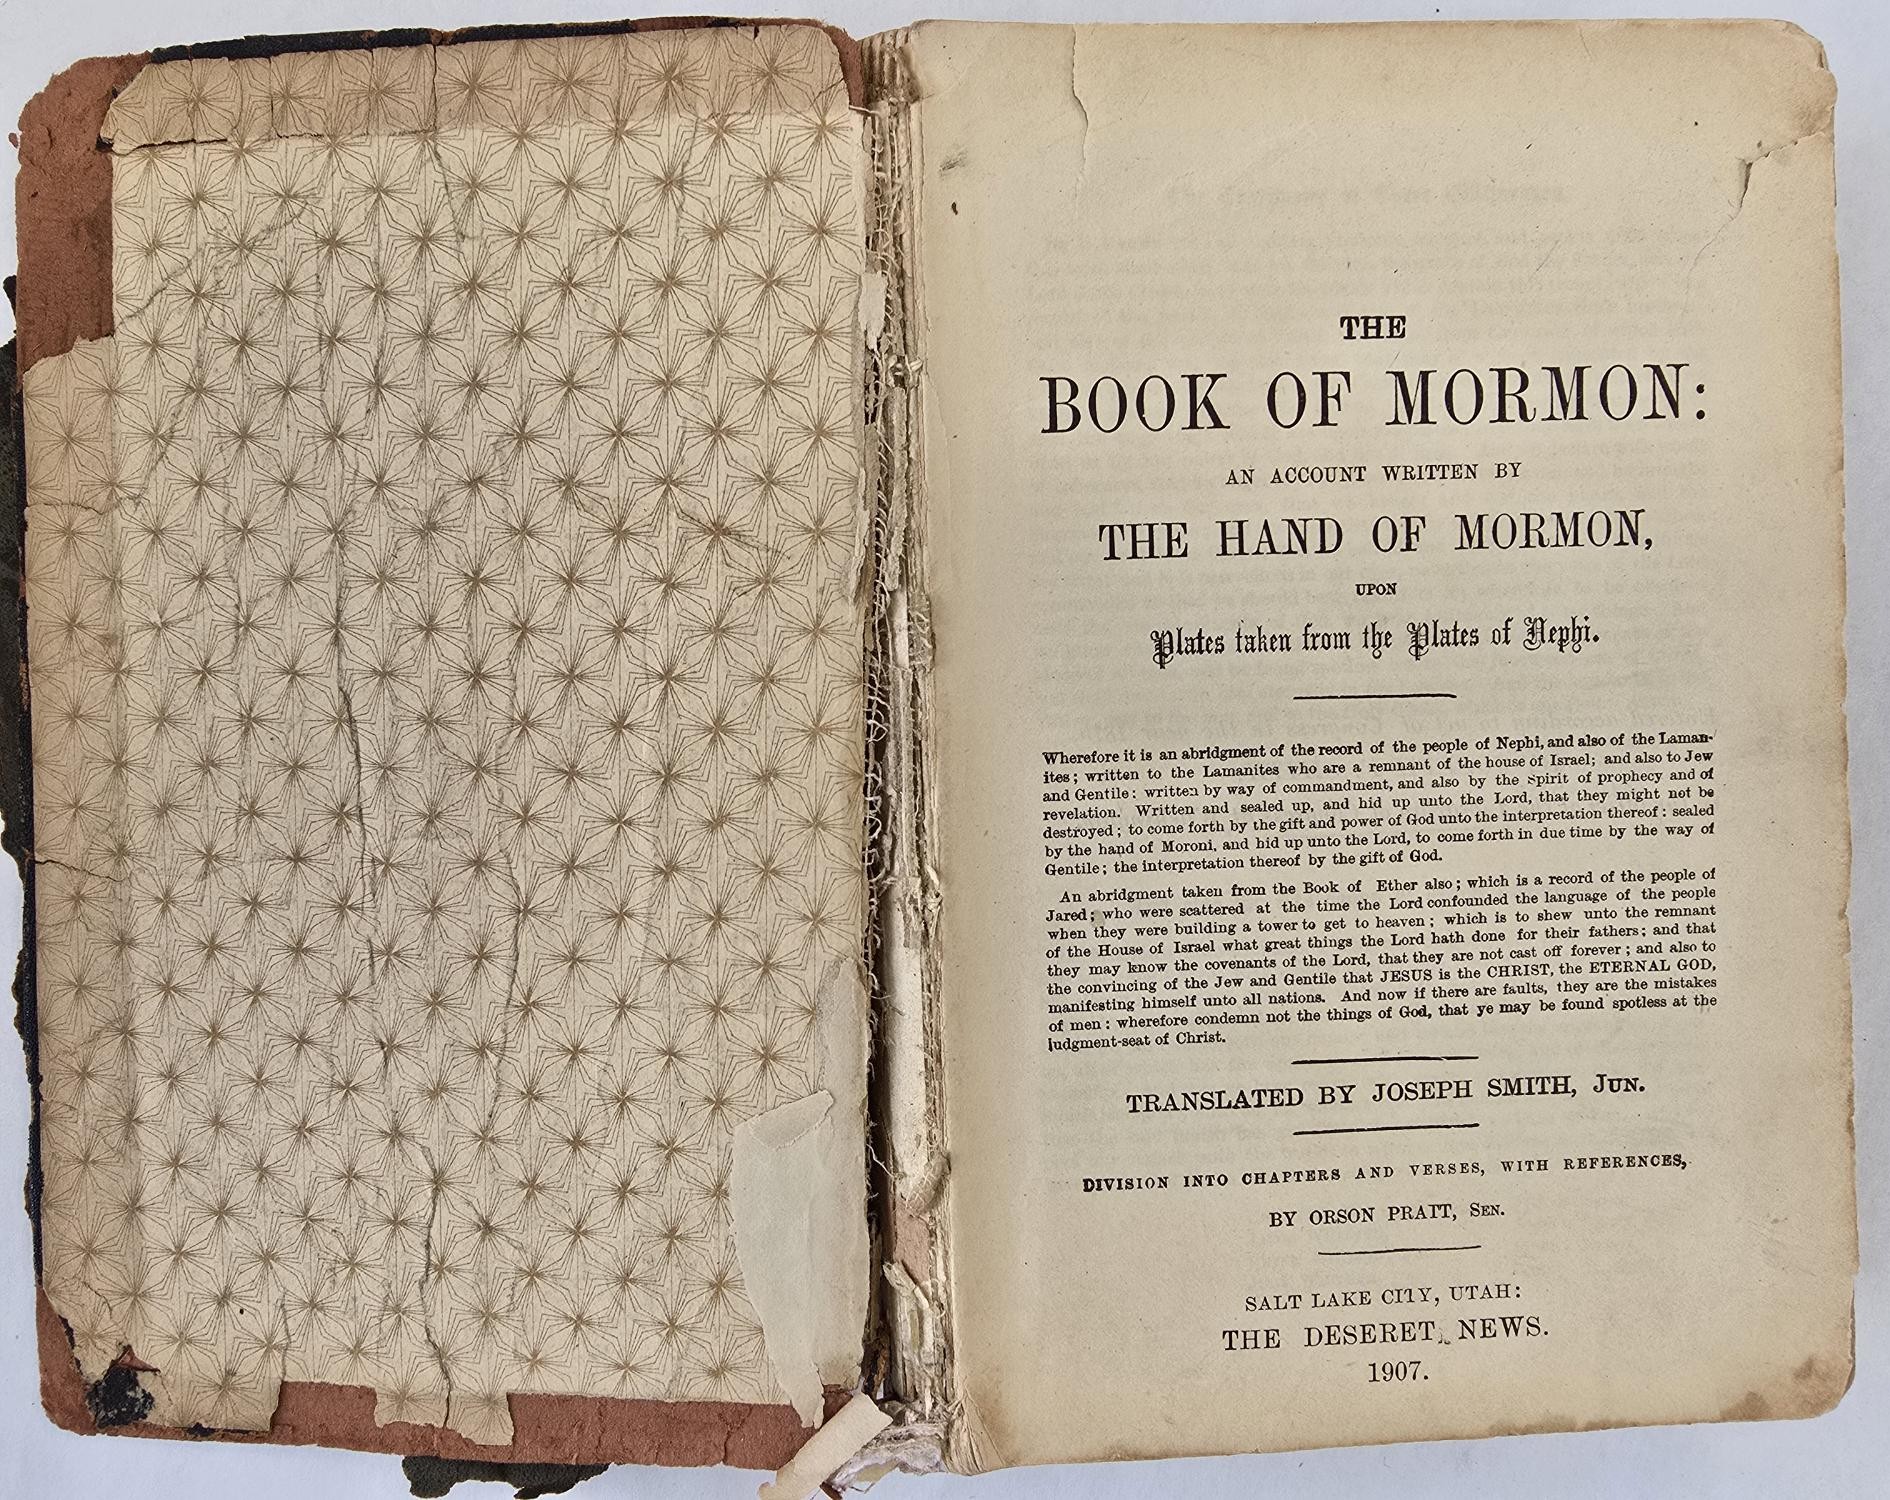 THE
BOOK OF MORMON:
AN ACCOUNT WRITTEN BY
THE HAND OF MORMON,
UPON
Plates taken from the Plates of Nephi.
Wherefore it is an abridgment of the record of the people of Nephi, and also of the Laman-
ites; written to the Lamanites who are a remnant of the house of Israel; and also to Jew
and Gentile: written by way of commandment, and also by the Spirit of prophecy and of
revelation. Written and sealed up, and hid up unto the Lord, that they might not be
destroyed; to come forth by the gift and power of God unto the interpretation thereof: sealed
by the hand of Moroni, and hid up unto the Lord, to come forth in due time by the way of
Gentile; the interpretation thereof by the gift of God.
An abridgment taken from the Book of Ether also; which is a record of the people of
Jared; who were scattered at the time the Lord confounded the language of the people
when they were building a tower to get to heaven; which is to shew unto the remnant
of the House of Israel what great things the Lord hath done for their fathers; and that
they may know the covenants of the Lord, that they are not cast off forever; and also to
the convincing of the Jew and Gentile that JESUS is the CHRIST, the ETERNAL GOD,
manifesting himself unto all nations. And now if there are faults, they are the mistakes
of men: wherefore condemn not the things of God, that ye may be found spotless at the
judgment-seat of Christ.
TRANSLATED BY JOSEPH SMITH, JUN.
DIVISION INTO CHAPTERS AND VERSES, WITH REFERENCES,
BY ORSON PRATT, SEN.
SALT LAKE CITY, UTAH:
THE DESERET NEWS.
1907.